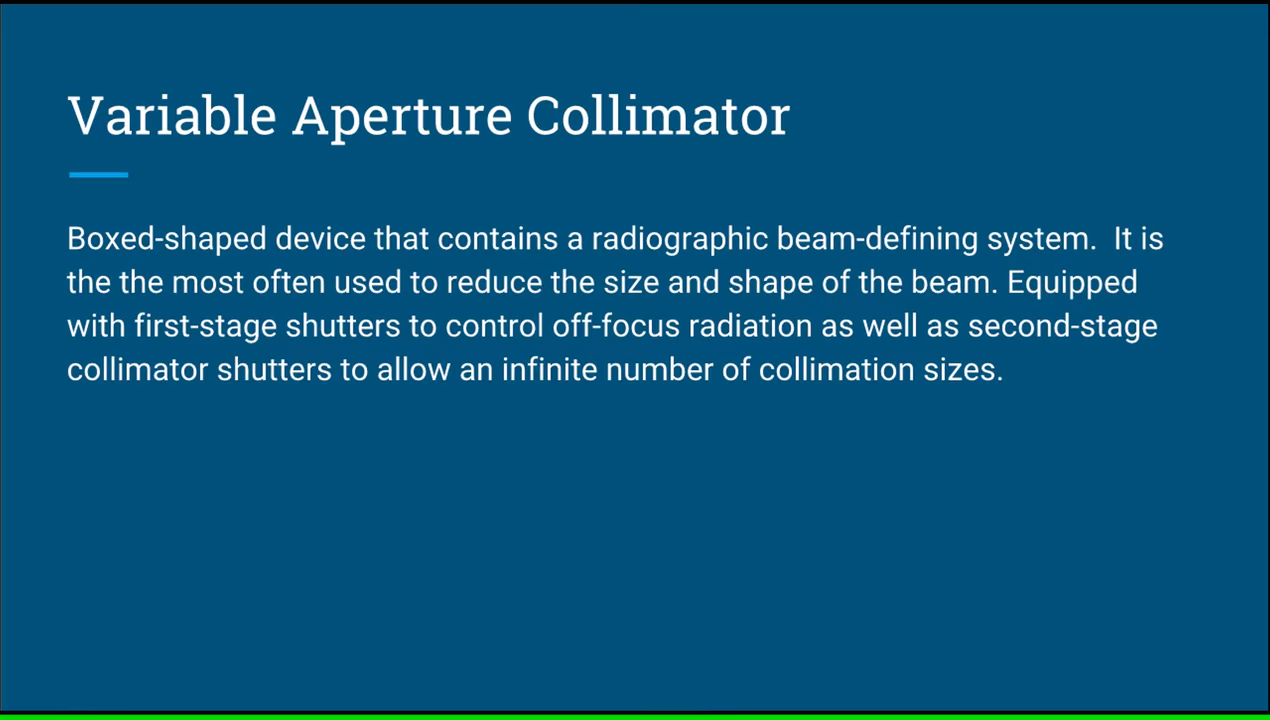 Variable Aperture Collimator
Boxed-shaped device that contains a radiographic beam-defining system.  It is
the the most often used to reduce the size and shape of the beam. Equipped
with first-stage shutters to control off-focus radiation as well as second-stage
collimator shutters to allow an infinite number of collimation sizes.